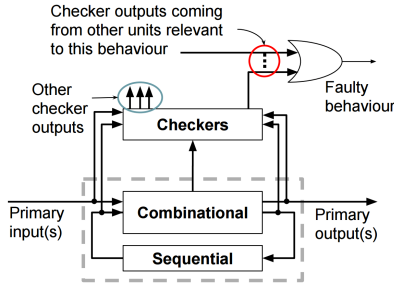 Checker outputs coming
from other units relevant
to this behaviour
Other
checker
outputs
Faulty
behaviour
Checkers
Primary
input(s)
Combinational
Primary
output(s)
Sequential